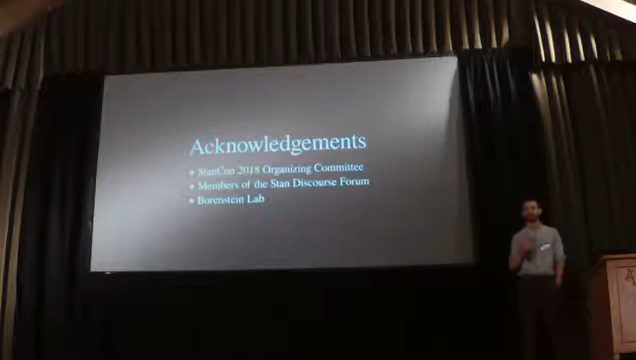 Acknowledgements
• StanCon 2018 Organizing Committee
• Members of the Stan Discourse Forum
• Borenstein Lab